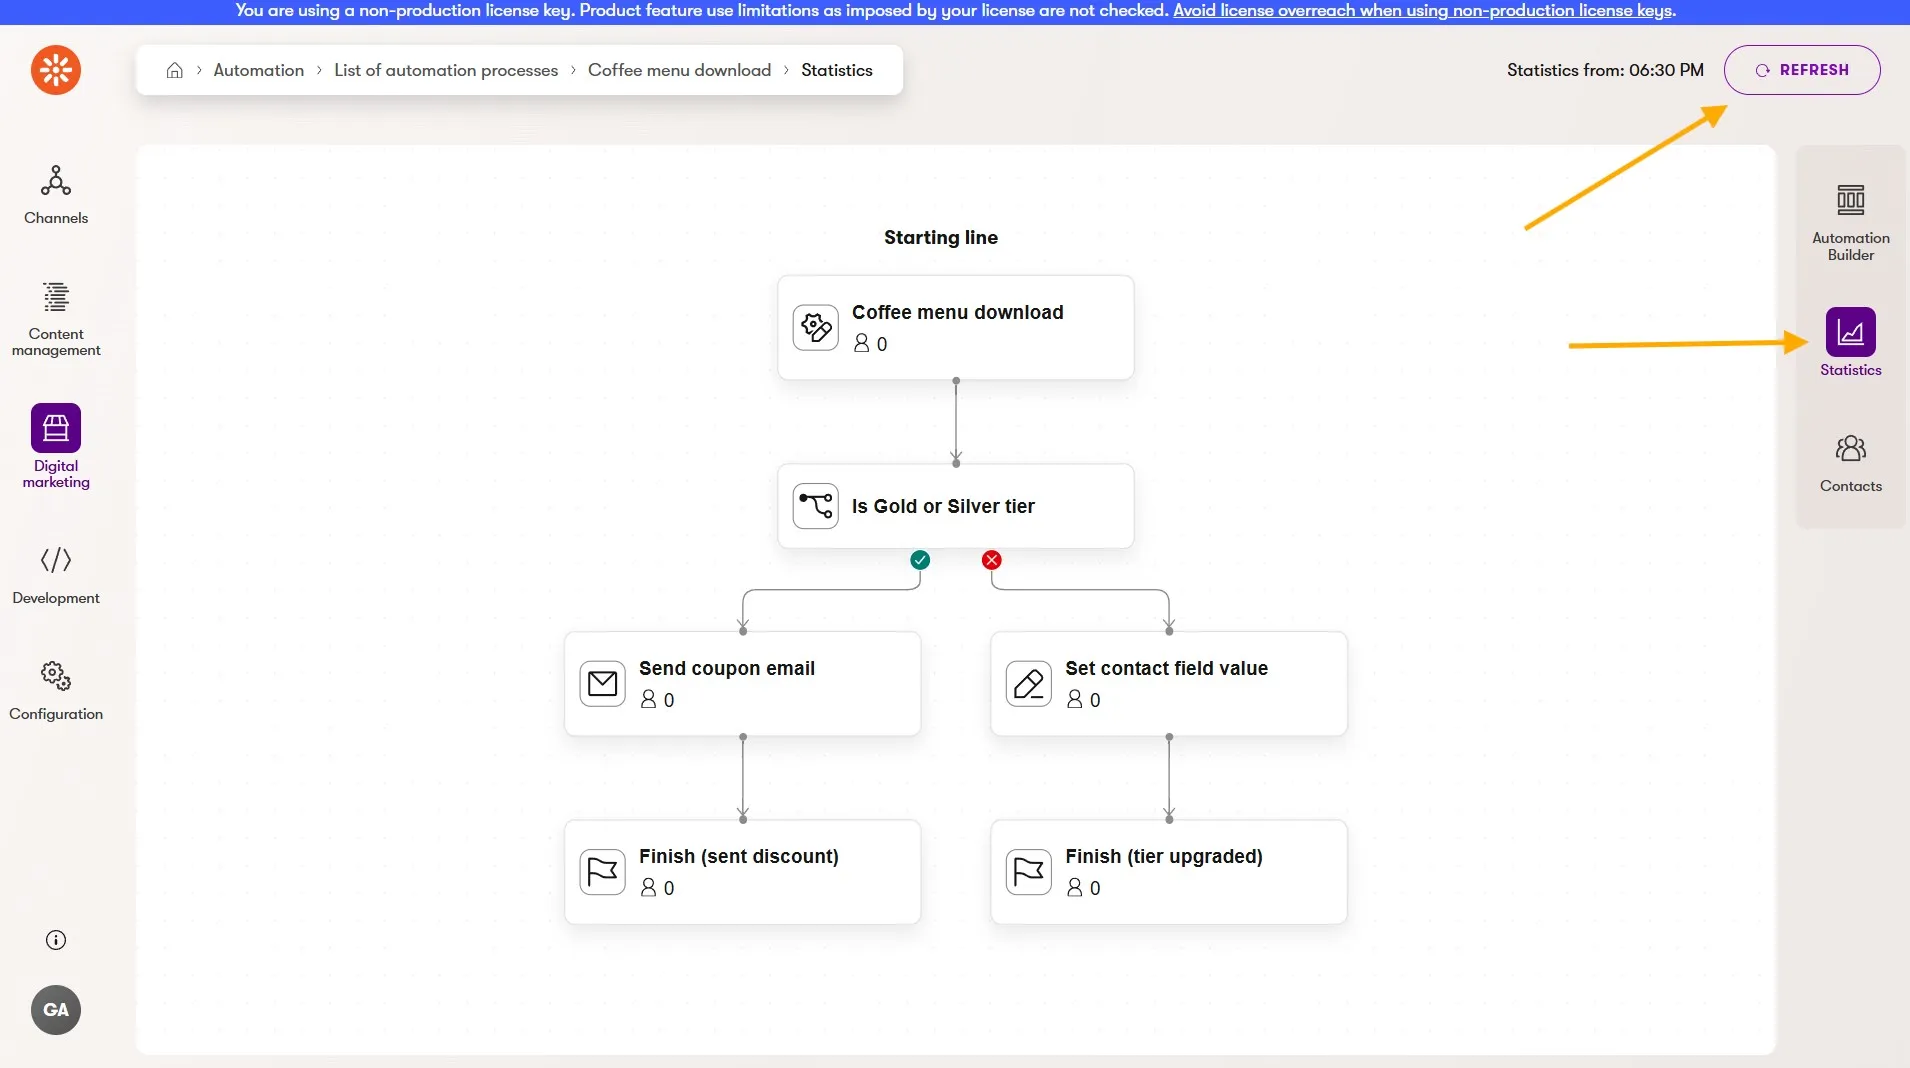 You are using a non-production license key. Product feature use limitations as imposed by your license are not checked. Avoid license overreach when using non-production license keys.
Automation › List of automation processes › Coffee menu download › Statistics
Statistics from: 06:30 PM
REFRESH
Channels
Content
management
Digital
marketing
Development
Configuration
GA
Starting line
Coffee menu download
0
Is Gold or Silver tier
Send coupon email
0
Set contact field value
0
Finish (sent discount)
0
Finish (tier upgraded)
0
Automation
Builder
Statistics
Contacts